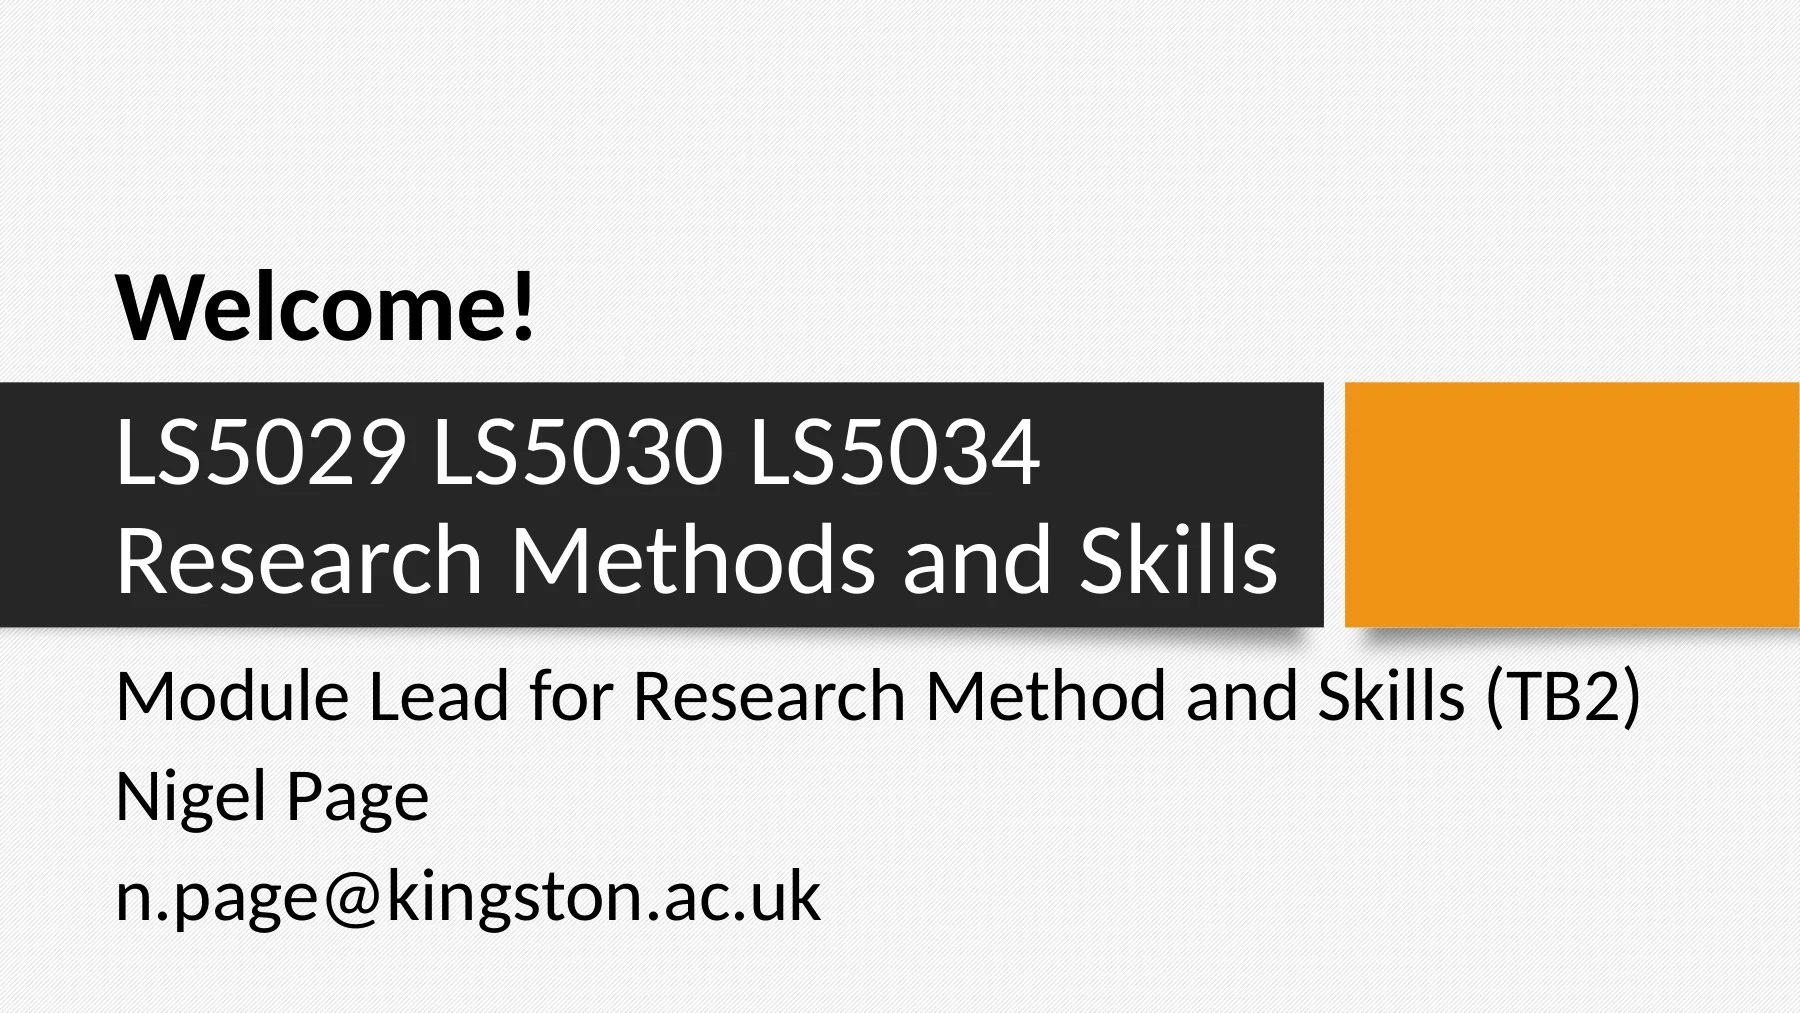 Welcome!
LS5029 LS5030 LS5034
Research Methods and Skills
Module Lead for Research Method and Skills (TB2)
Nigel Page
n.page@kingston.ac.uk